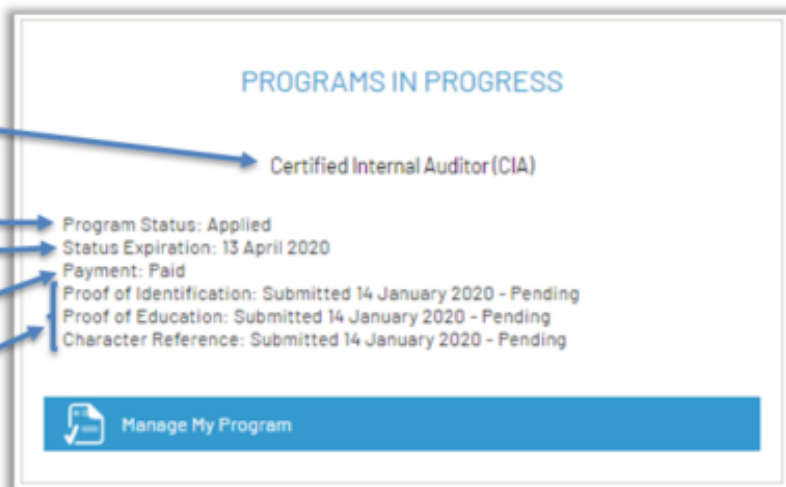 PROGRAMS IN PROGRESS
Certified Internal Auditor (CIA)
Program Status: Applied
Status Expiration: 13 April 2020
Payment: Paid
Proof of Identification: Submitted 14 January 2020 - Pending
Proof of Education: Submitted 14 January 2020 - Pending
Character Reference: Submitted 14 January 2020 - Pending
Manage My Program